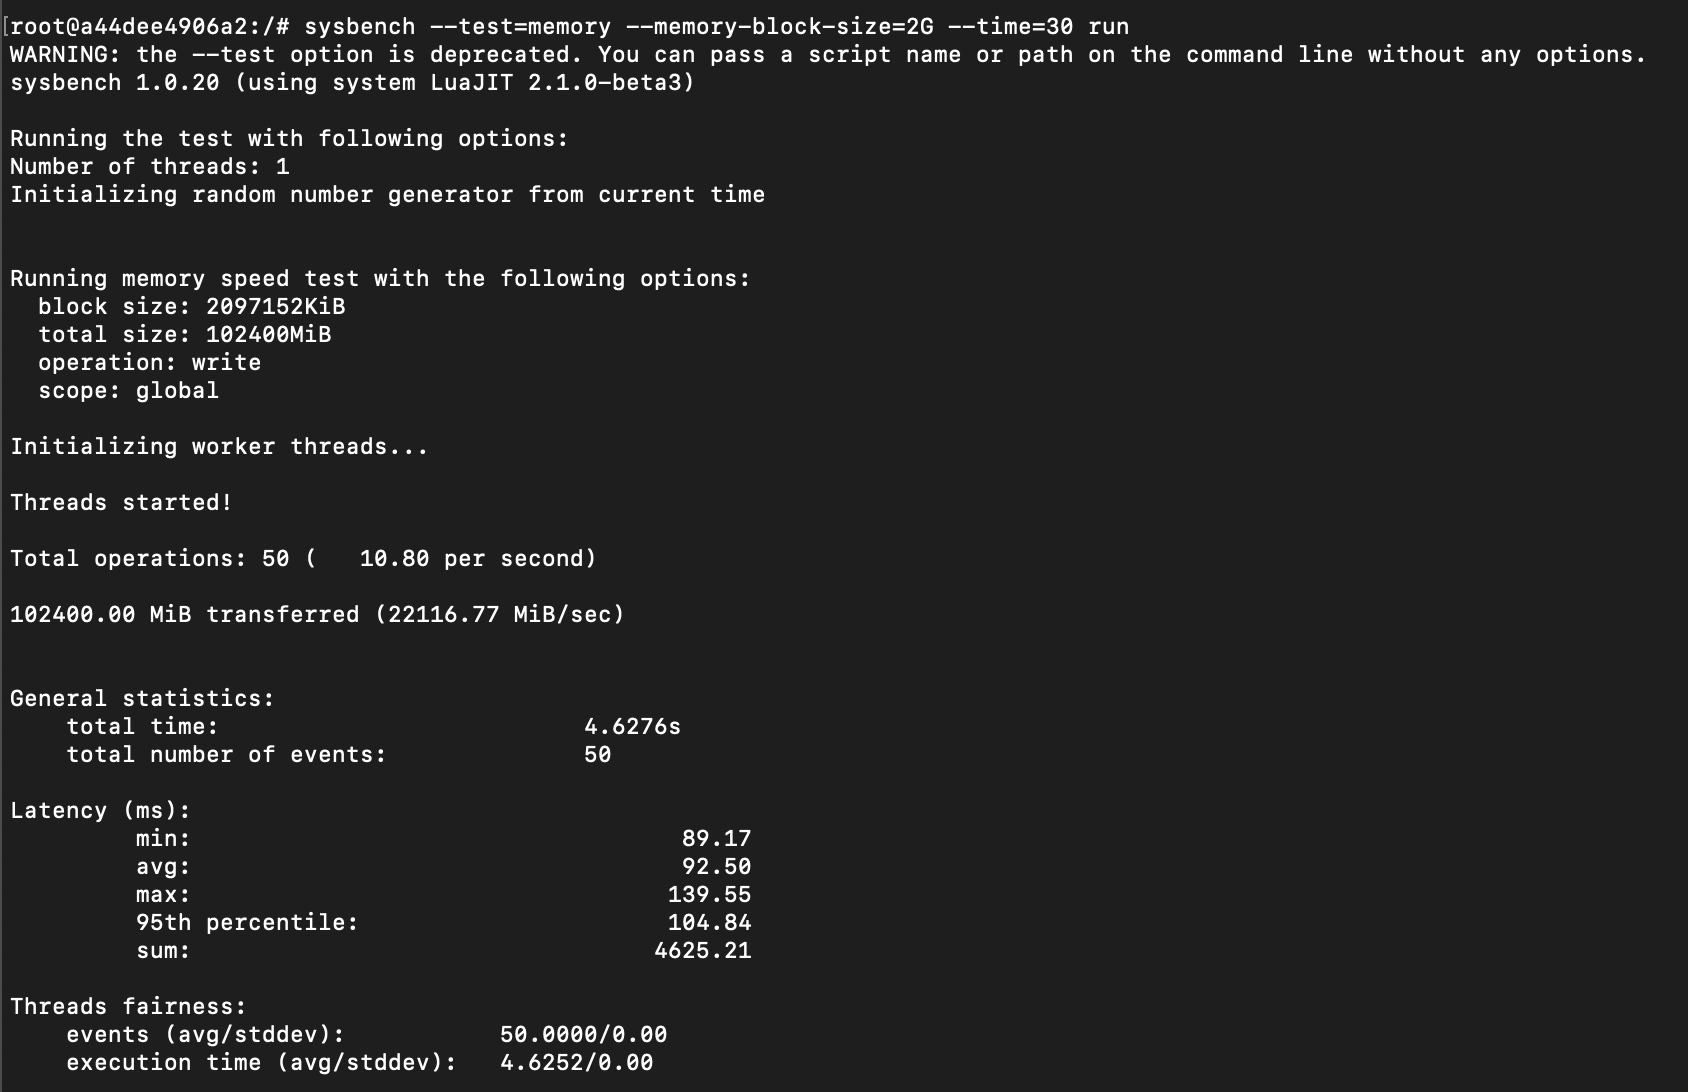 [root@a44dee4906a2:/# sysbench --test=memory --memory-block-size=2G --time=30 run
WARNING: the --test option is deprecated. You can pass a script name or path on the command line without any options.
sysbench 1.0.20 (using system LuaJIT 2.1.0-beta3)
Running the test with following options:
Number of threads: 1
Initializing random number generator from current time
Running memory speed test with the following options:
block size: 2097152KiB
total size: 102400MiB
operation: write
scope: global
Initializing worker threads...
Threads started!
Total operations: 50 (   10.80 per second)
102400.00 MiB transferred (22116.77 MiB/sec)
General statistics:
total time: 4.6276s
total number of events: 50
Latency (ms):
min: 89.17
avg: 92.50
max: 139.55
95th percentile: 104.84
sum: 4625.21
Threads fairness:
events (avg/stddev): 50.0000/0.00
execution time (avg/stddev): 4.6252/0.00